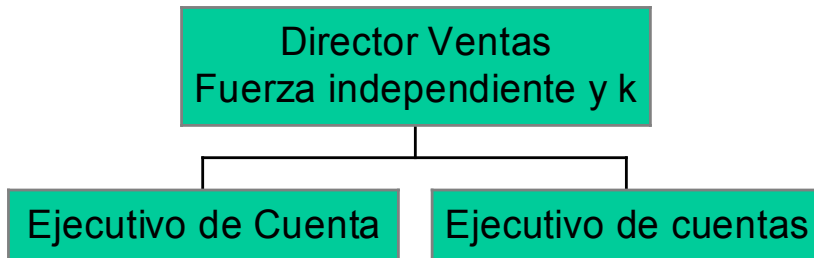 Director Ventas
Fuerza independiente y k
Ejecutivo de Cuenta
Ejecutivo de cuentas